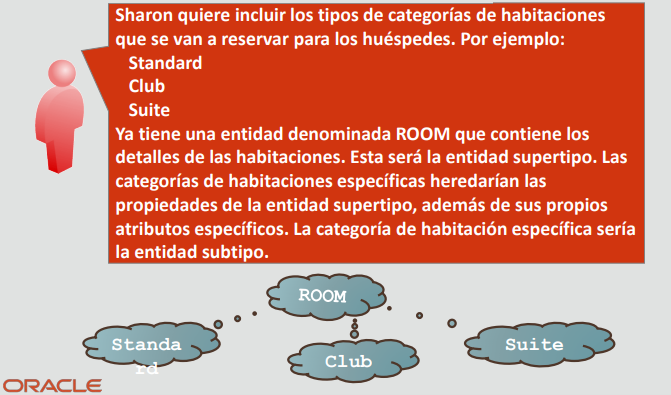 Sharon quiere incluir los tipos de categorías de habitaciones
que se van a reservar para los huéspedes. Por ejemplo:
Standard
Club
Suite
Ya tiene una entidad denominada ROOM que contiene los
detalles de las habitaciones. Esta será la entidad supertipo. Las
categorías de habitaciones específicas heredarían las
propiedades de la entidad supertipo, además de sus propios
atributos específicos. La categoría de habitación específica sería
la entidad subtipo.
ROOM
Standa
rd
Club
Suite
ORACLE